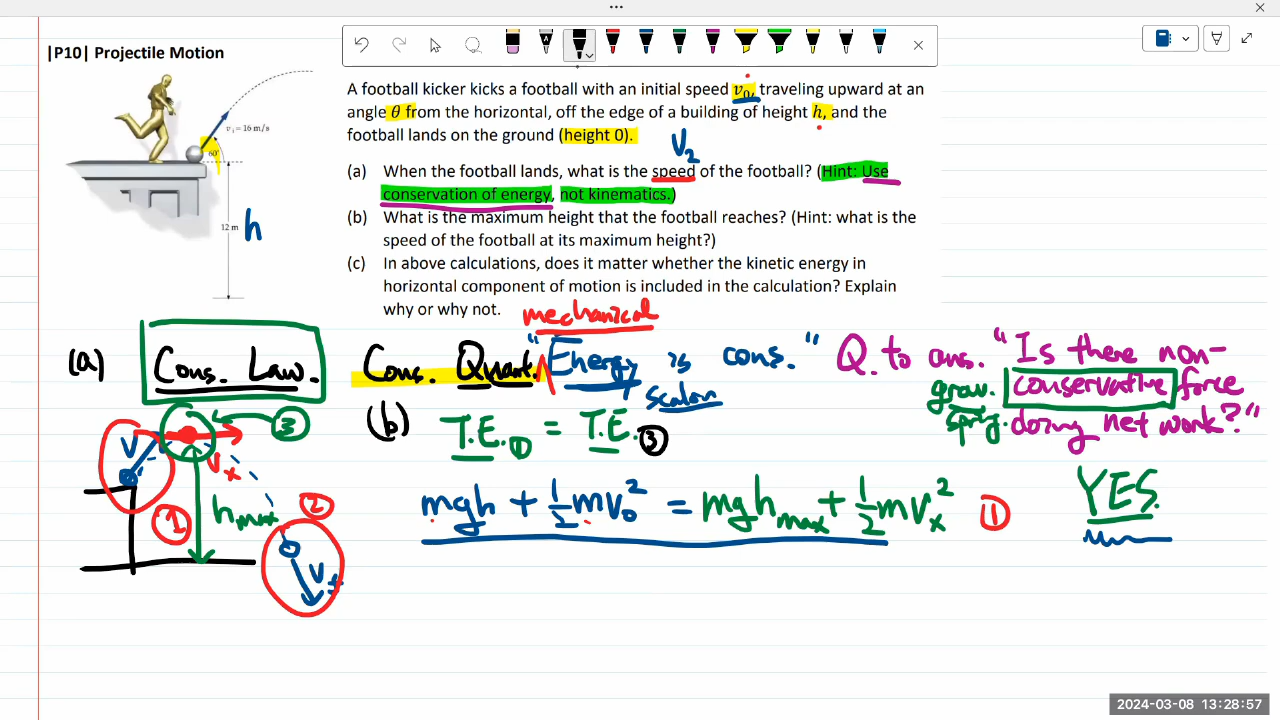 |P10| Projectile Motion
A football kicker kicks a football with an initial speed v₀, traveling upward at an
angle θ from the horizontal, off the edge of a building of height h, and the
football lands on the ground (height 0).
v₂
(a) When the football lands, what is the speed of the football? (Hint: Use
conservation of energy, not kinematics.)
(b) What is the maximum height that the football reaches? (Hint: what is the
speed of the football at its maximum height?)
(c) In above calculations, does it matter whether the kinetic energy in
horizontal component of motion is included in the calculation? Explain
why or why not.
vᵢ = 16 m/s
60°
12 m
h
mechanical
(a) Cons. Law. Cons. Quant. "Energy is cons." Q. to ans. "Is there non-
scalar grav. conservative force
spring. doing net work?"
(b) T.E.① = T.E.③
YES.
mgh + ½mv₀² = mghmax + ½mvₓ² ①
③
V
Vₓ
hmax
①
②
V
2024-03-08 13:28:57